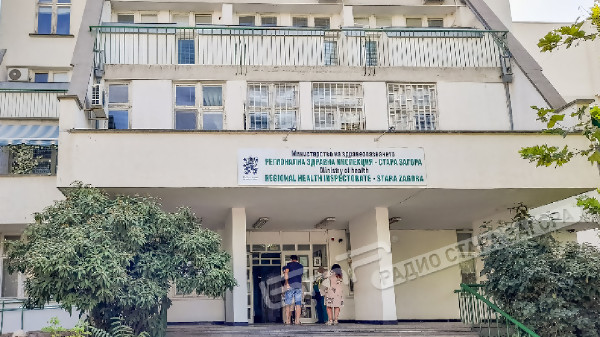 Министерство на здравеопазването
РЕГИОНАЛНА ЗДРАВНА ИНСПЕКЦИЯ - СТАРА ЗАГОРА
Ministry of health
REGIONAL HEALTH INSPECTORATE - STARA ZAGORA
РАДИО СТАРА ЗАГОРА